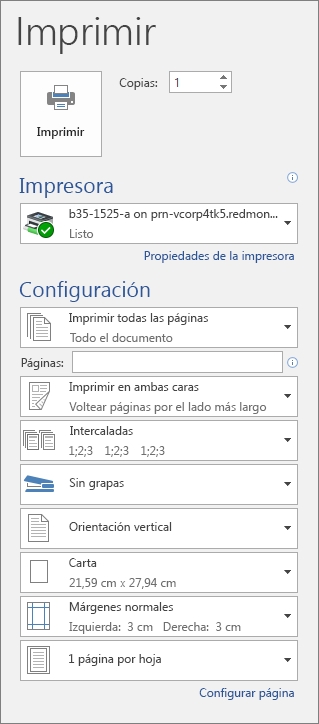 Imprimir
Copias: 1
Imprimir
Impresora
b35-1525-a on prn-vcorp4tk5.redmon...
Listo
Propiedades de la impresora
Configuración
Imprimir todas las páginas
Todo el documento
Páginas:
Imprimir en ambas caras
Voltear páginas por el lado más largo
Intercaladas
1;2;3 1;2;3 1;2;3
Sin grapas
Orientación vertical
Carta
21,59 cm x 27,94 cm
Márgenes normales
Izquierda: 3 cm Derecha: 3 cm
1 página por hoja
Configurar página